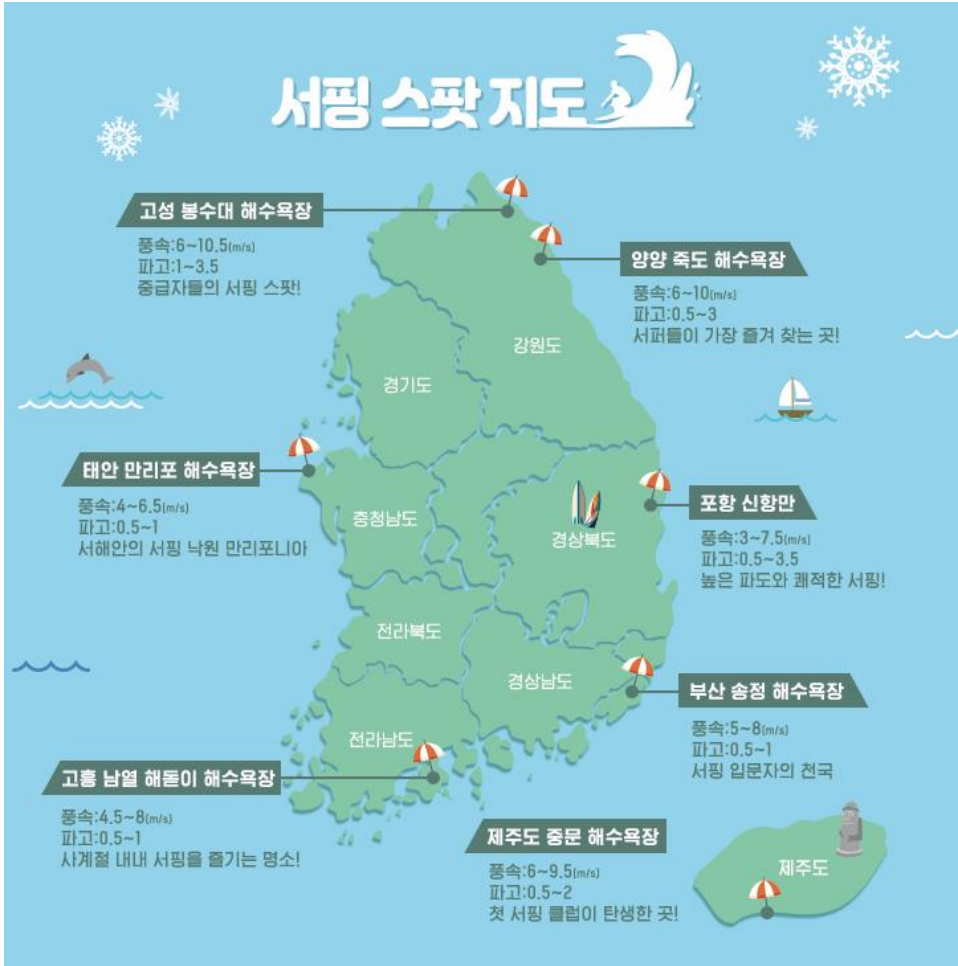 서핑 스팟 지도
고성 봉수대 해수욕장
풍속:6~10.5(m/s)
파고:1~3.5
중급자들의 서핑 스팟!
양양 죽도 해수욕장
풍속:6~10(m/s)
파고:0.5~3
서퍼들이 가장 즐겨 찾는 곳!
강원도
경기도
태안 만리포 해수욕장
풍속:4~6.5(m/s)
파고:0.5~1
서해안의 서핑 낙원 만리포니아
충청남도
경상북도
포항 신항만
풍속:3~7.5(m/s)
파고:0.5~3.5
높은 파도와 쾌적한 서핑!
전라북도
경상남도
부산 송정 해수욕장
풍속:5~8(m/s)
파고:0.5~1
서핑 입문자의 천국
전라남도
고흥 남열 해돋이 해수욕장
풍속:4.5~8(m/s)
파고:0.5~1
사계절 내내 서핑을 즐기는 명소!
제주도 중문 해수욕장
풍속:6~9.5(m/s)
파고:0.5~2
첫 서핑 클럽이 탄생한 곳!
제주도